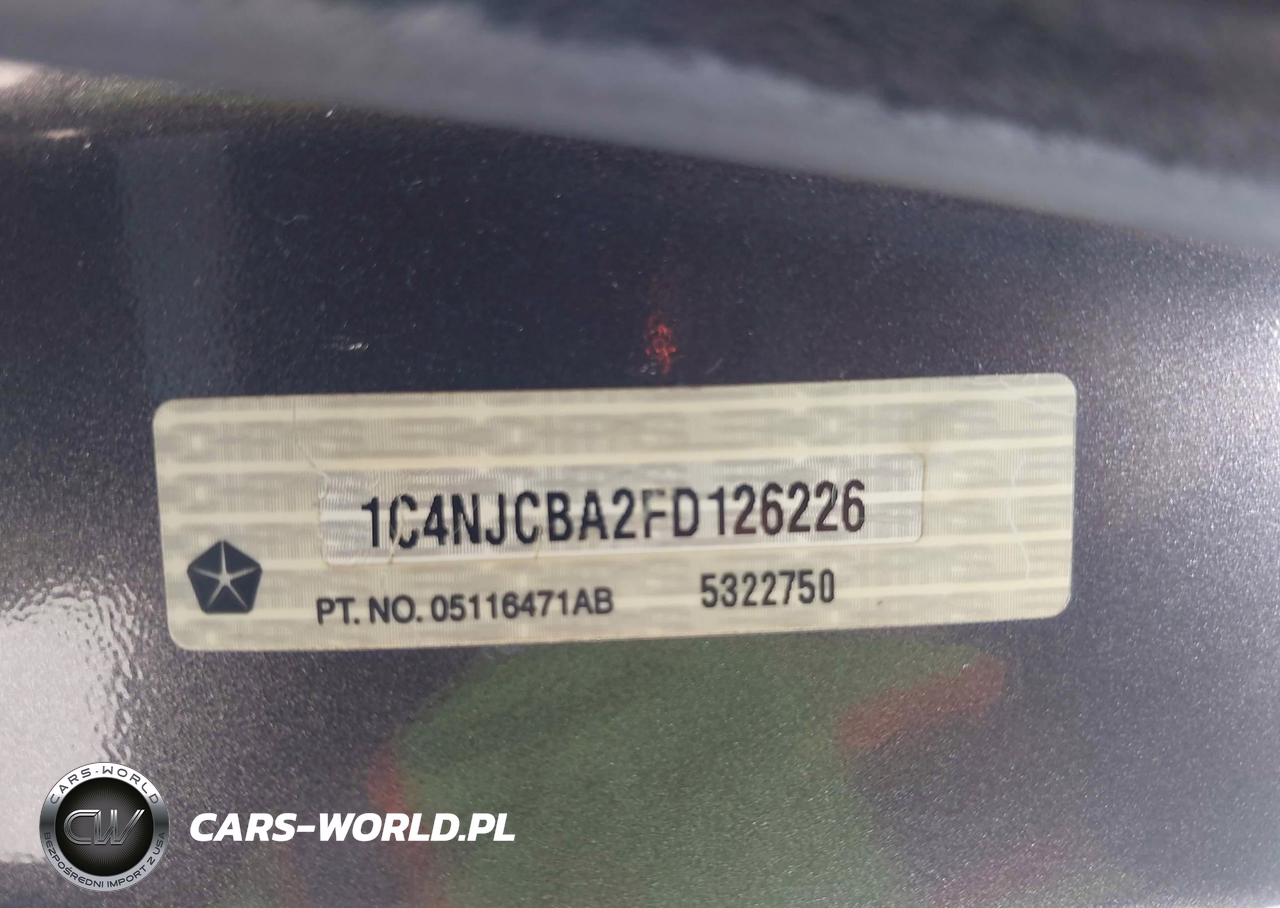 1C4NJCBA2FD126226
PT. NO. 05116471AB 5322750
CARS-WORLD
CW
BEZPOŚREDNI IMPORT Z USA
CARS-WORLD.PL